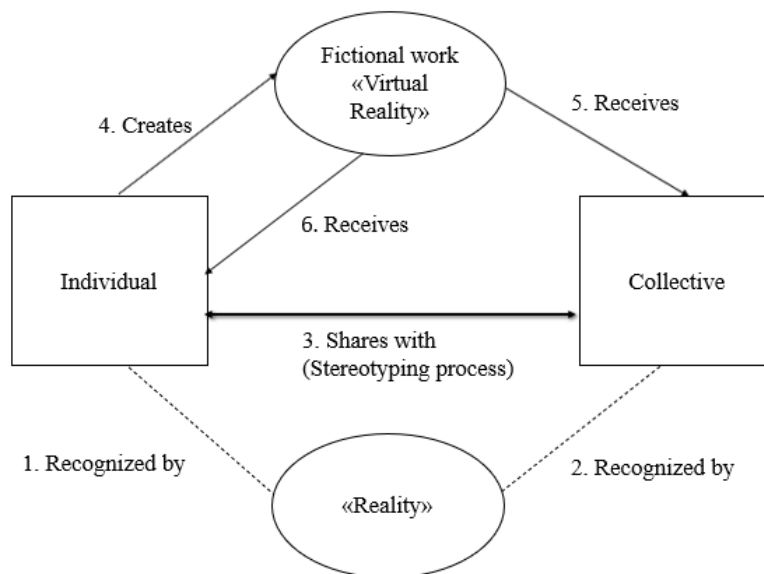 Fictional work
«Virtual
Reality»
4. Creates
5. Receives
6. Receives
Individual
Collective
3. Shares with
(Stereotyping process)
1. Recognized by
2. Recognized by
«Reality»